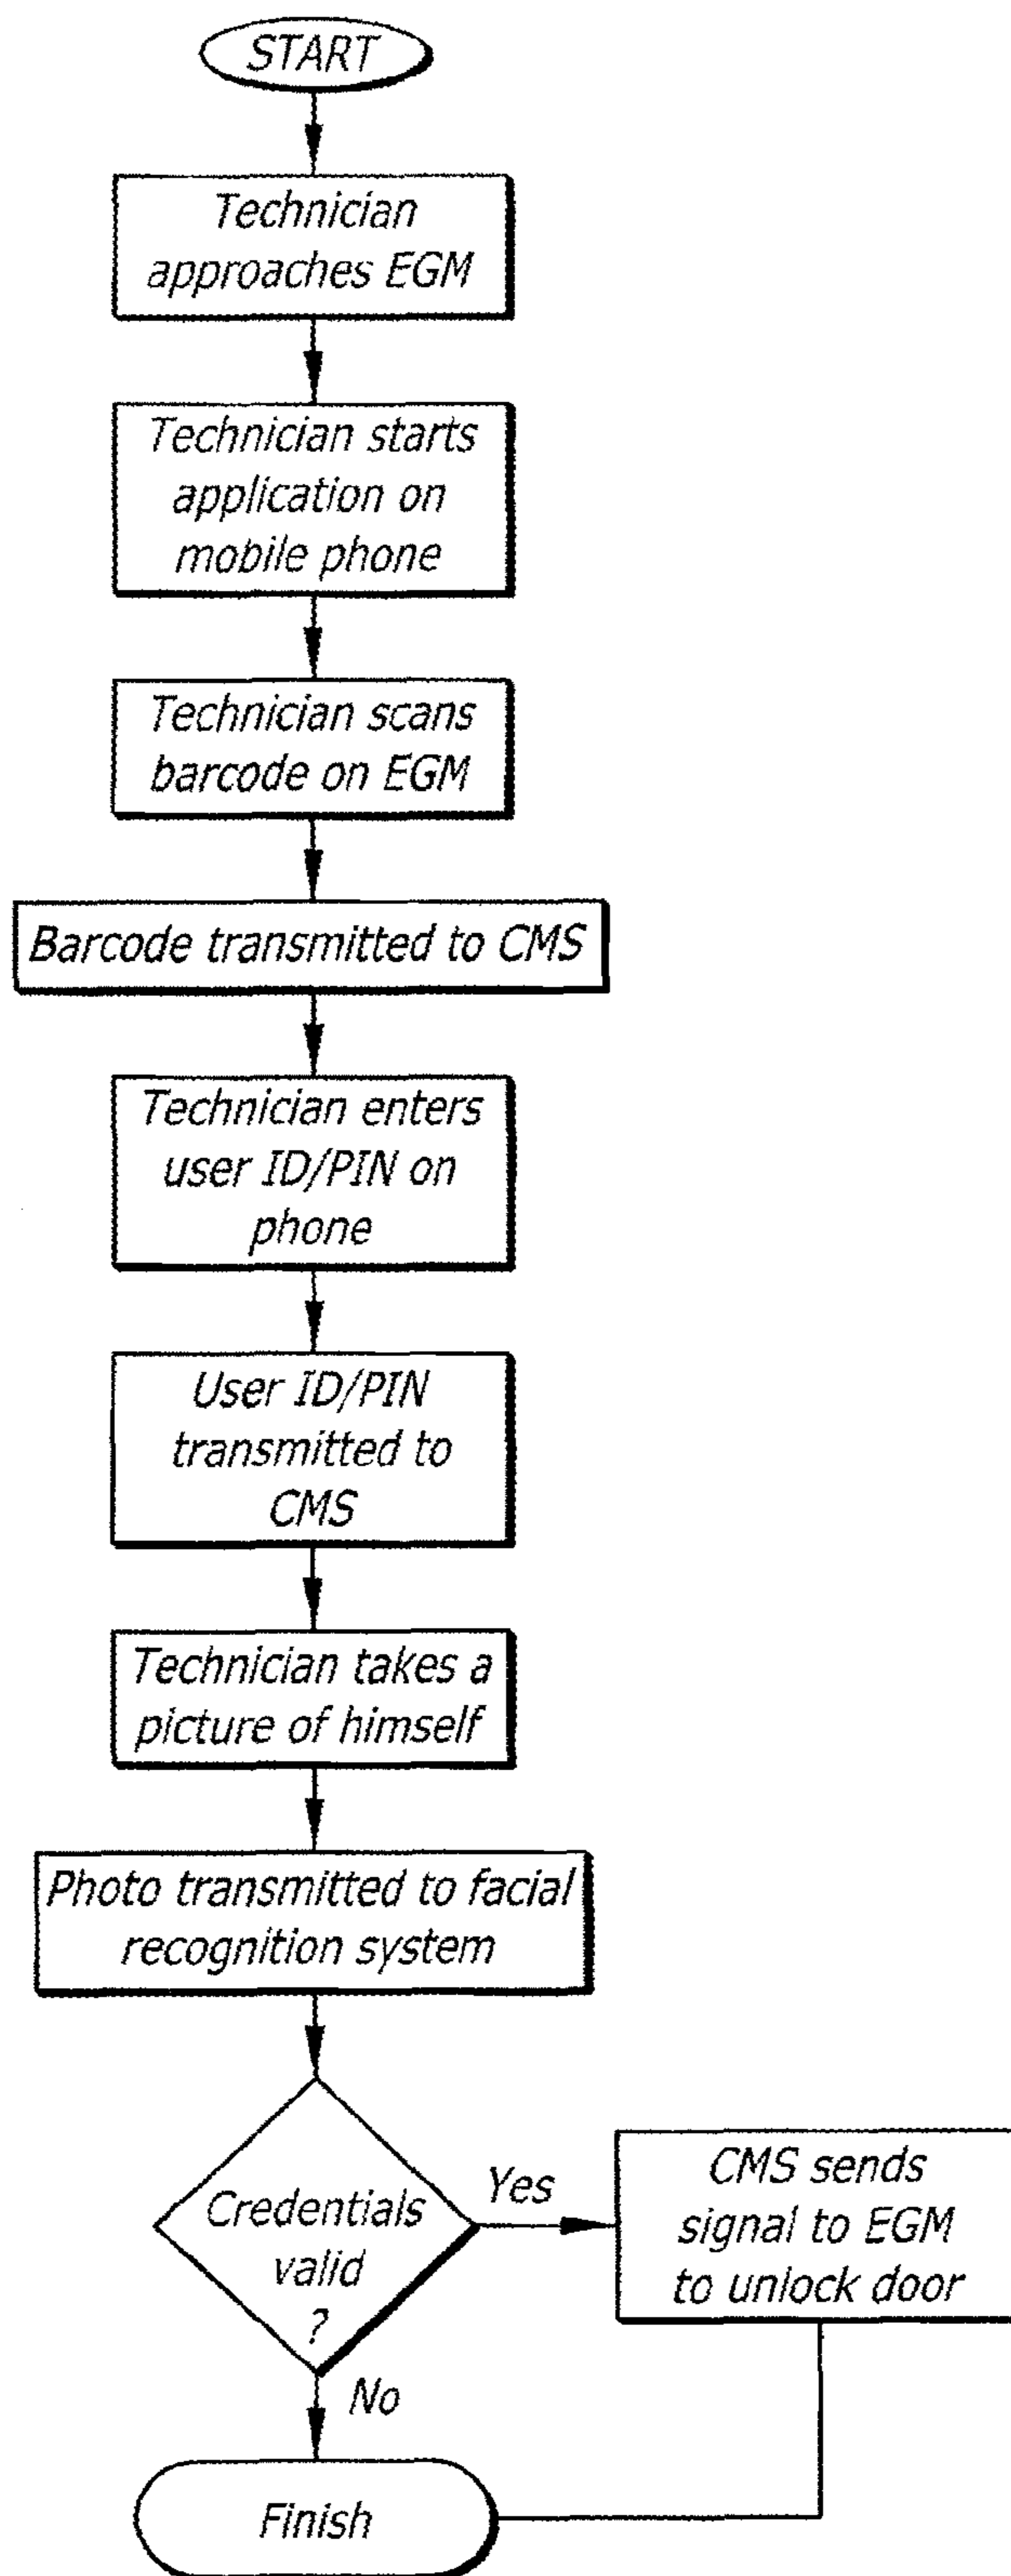 START
Technician
approaches EGM
Technician starts
application on
mobile phone
Technician scans
barcode on EGM
Barcode transmitted to CMS
Technician enters
user ID/PIN on
phone
User ID/PIN
transmitted to
CMS
Technician takes a
picture of himself
Photo transmitted to facial
recognition system
Credentials
valid
?
Yes
CMS sends
signal to EGM
to unlock door
No
Finish